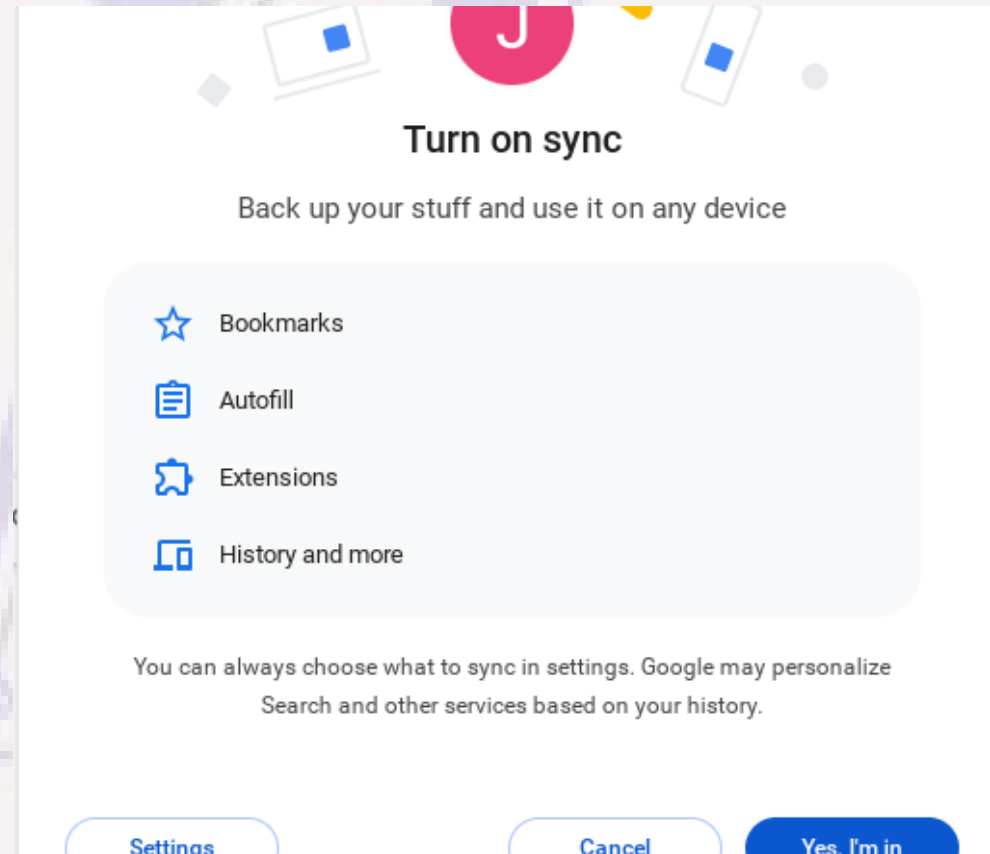 J
Turn on sync
Back up your stuff and use it on any device
Bookmarks
Autofill
Extensions
History and more
You can always choose what to sync in settings. Google may personalize
Search and other services based on your history.
Settings
Cancel
Yes, I'm in